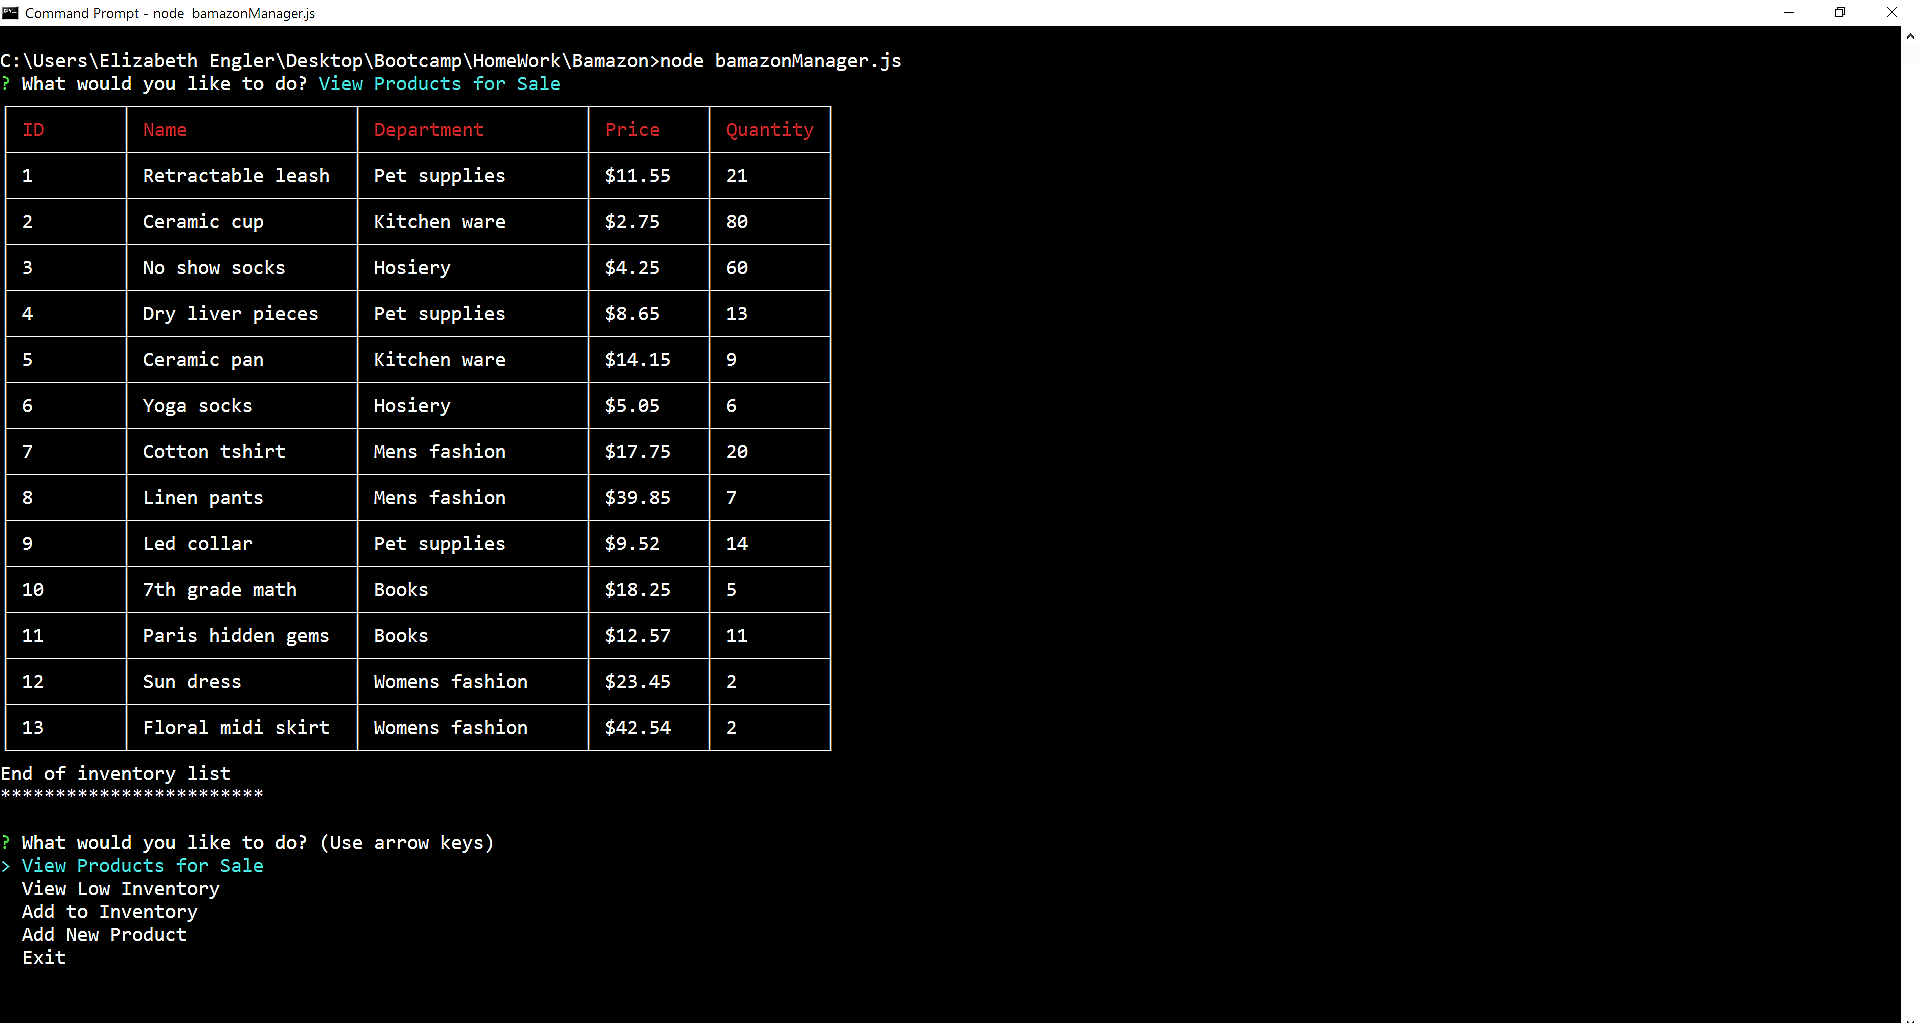 Command Prompt - node  bamazonManager.js
C:\Users\Elizabeth Engler\Desktop\Bootcamp\HomeWork\Bamazon>node bamazonManager.js
? What would you like to do? View Products for Sale
ID Name Department Price Quantity
1 Retractable leash Pet supplies $11.55 21
2 Ceramic cup Kitchen ware $2.75 80
3 No show socks Hosiery $4.25 60
4 Dry liver pieces Pet supplies $8.65 13
5 Ceramic pan Kitchen ware $14.15 9
6 Yoga socks Hosiery $5.05 6
7 Cotton tshirt Mens fashion $17.75 20
8 Linen pants Mens fashion $39.85 7
9 Led collar Pet supplies $9.52 14
10 7th grade math Books $18.25 5
11 Paris hidden gems Books $12.57 11
12 Sun dress Womens fashion $23.45 2
13 Floral midi skirt Womens fashion $42.54 2
End of inventory list
************************
? What would you like to do? (Use arrow keys)
> View Products for Sale
View Low Inventory
Add to Inventory
Add New Product
Exit